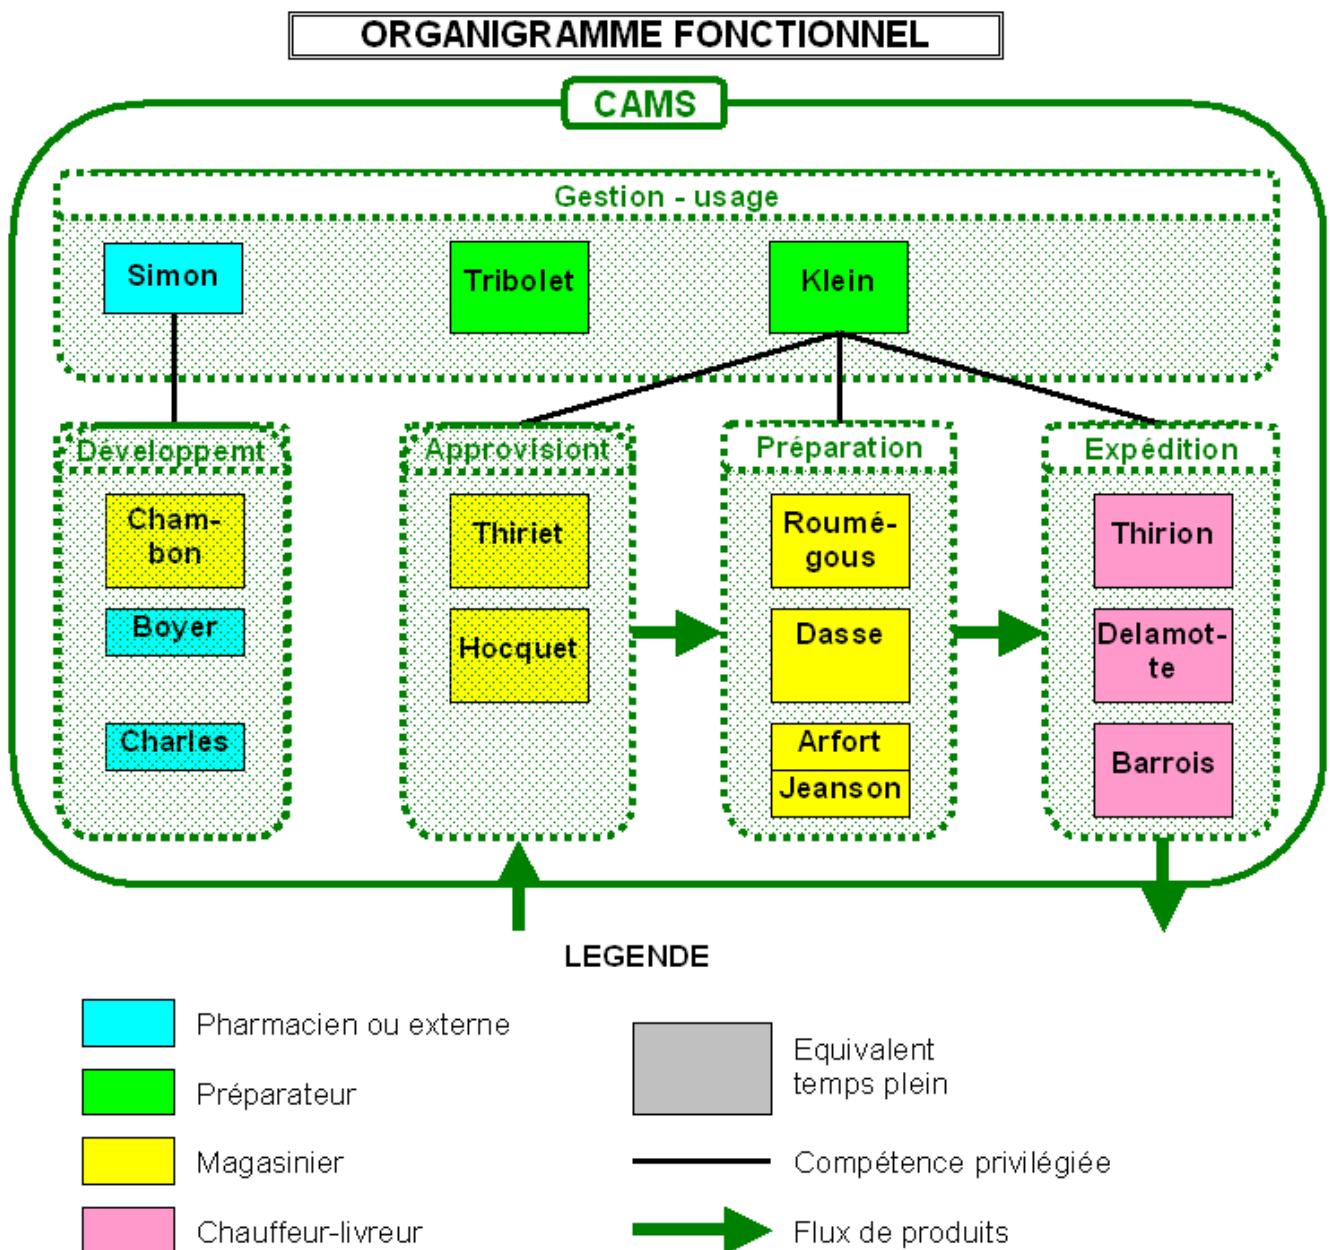 ORGANIGRAMME FONCTIONNEL
CAMS
Gestion - usage
Simon
Tribolet
Klein
Développemt
Approvisiont
Préparation
Expédition
Cham-
bon
Thiriet
Roumé-
gous
Thirion
Boyer
Hocquet
Dasse
Delamot-
te
Charles
Arfort
Jeanson
Barrois
LEGENDE
Pharmacien ou externe
Préparateur
Magasinier
Chauffeur-livreur
Equivalent
temps plein
Compétence privilégiée
Flux de produits